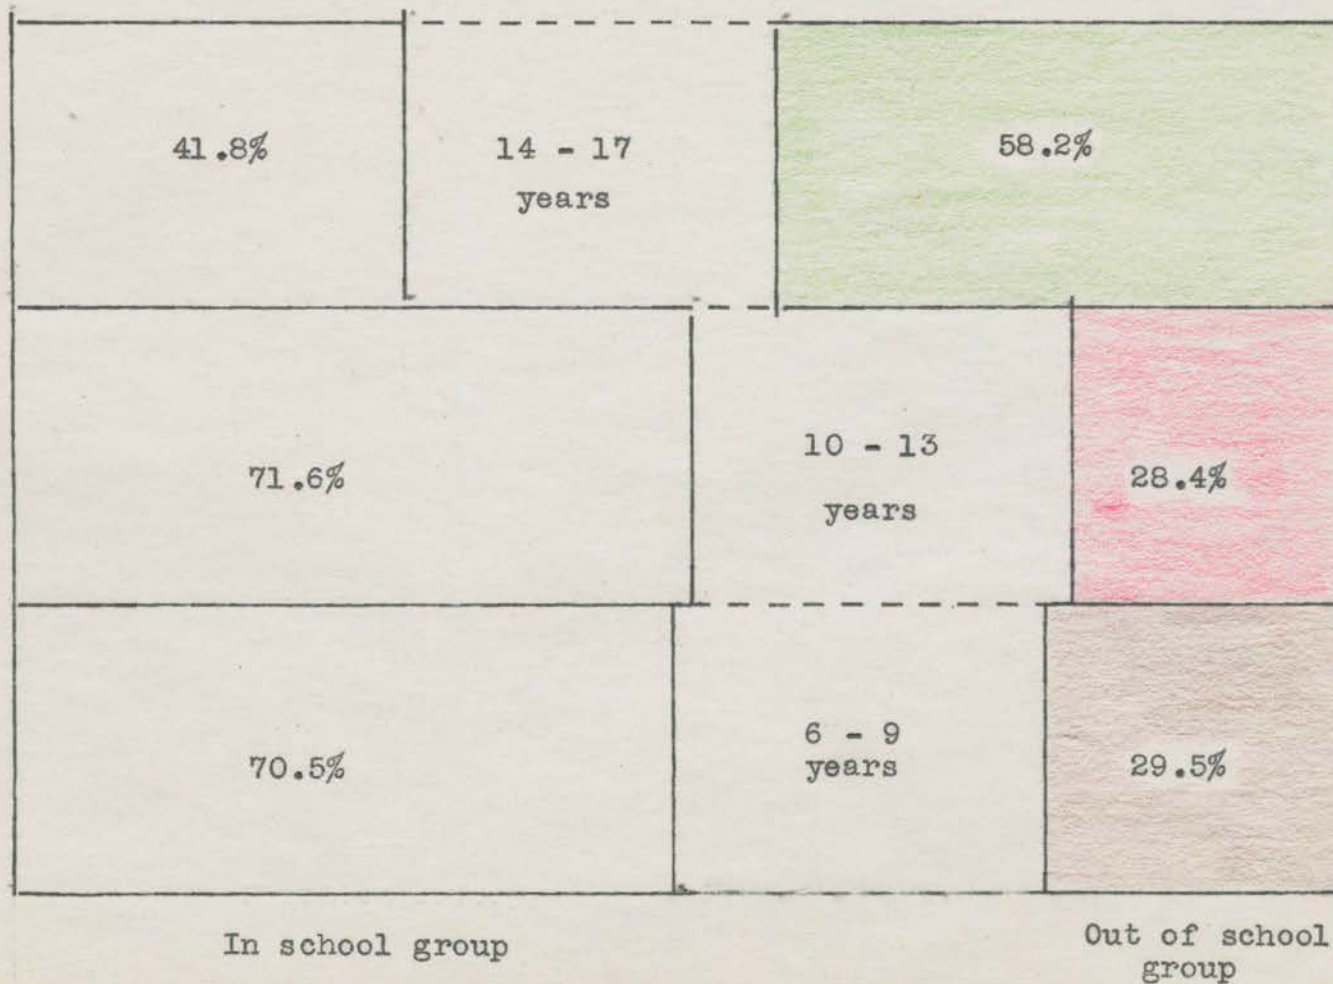 41.8%
14 - 17
years
58.2%
71.6%
10 - 13
years
28.4%
70.5%
6 - 9
years
29.5%
In school group
Out of school
group